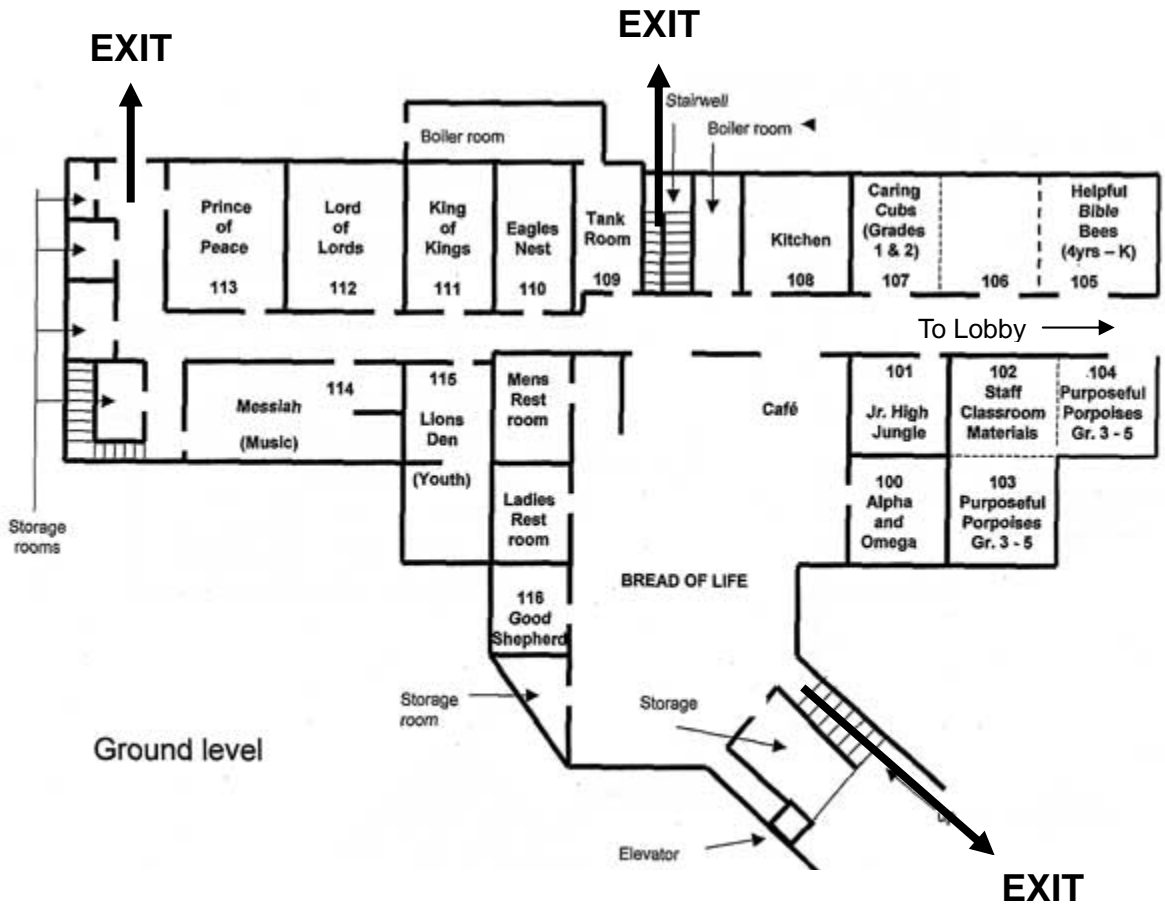 EXIT
EXIT
Stairwell
Boiler room
Boiler room
Prince
of
Peace
113
Lord
of
Lords
112
King
of
Kings
111
Eagles
Nest
110
Tank
Room
109
Kitchen
108
Caring
Cubs
(Grades
1 & 2)
107
106
Helpful
Bible
Bees
(4yrs – K)
105
To Lobby
114
Messiah
(Music)
115
Lions
Den
(Youth)
Mens
Rest
room
Ladies
Rest
room
Café
101
Jr. High
Jungle
102
Staff
Classroom
Materials
104
Purposeful
Porpoises
Gr. 3 - 5
100
Alpha
and
Omega
103
Purposeful
Porpoises
Gr. 3 - 5
Storage
rooms
BREAD OF LIFE
116
Good
Shepherd
Storage
room
Storage
Ground level
Elevator
EXIT